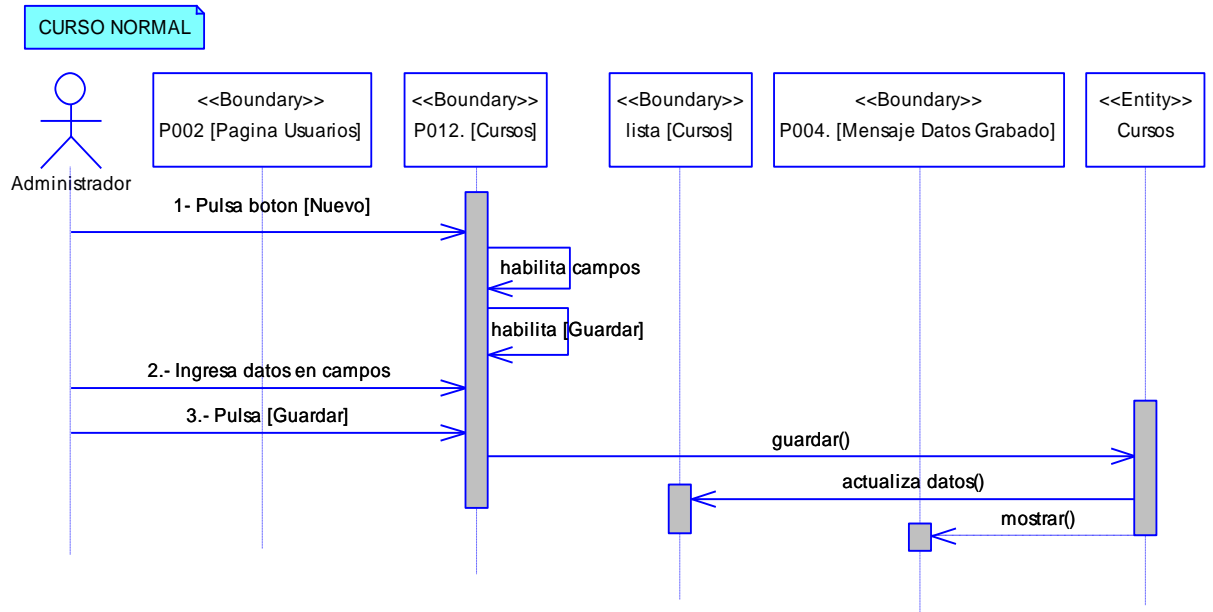 CURSO NORMAL
Administrador
<<Boundary>>
P002 [Pagina Usuarios]
<<Boundary>>
P012. [Cursos]
<<Boundary>>
lista [Cursos]
<<Boundary>>
P004. [Mensaje Datos Grabado]
<<Entity>>
Cursos
1- Pulsa boton [Nuevo]
habilita campos
habilita [Guardar]
2.- Ingresa datos en campos
3.- Pulsa [Guardar]
guardar()
actualiza datos()
mostrar()